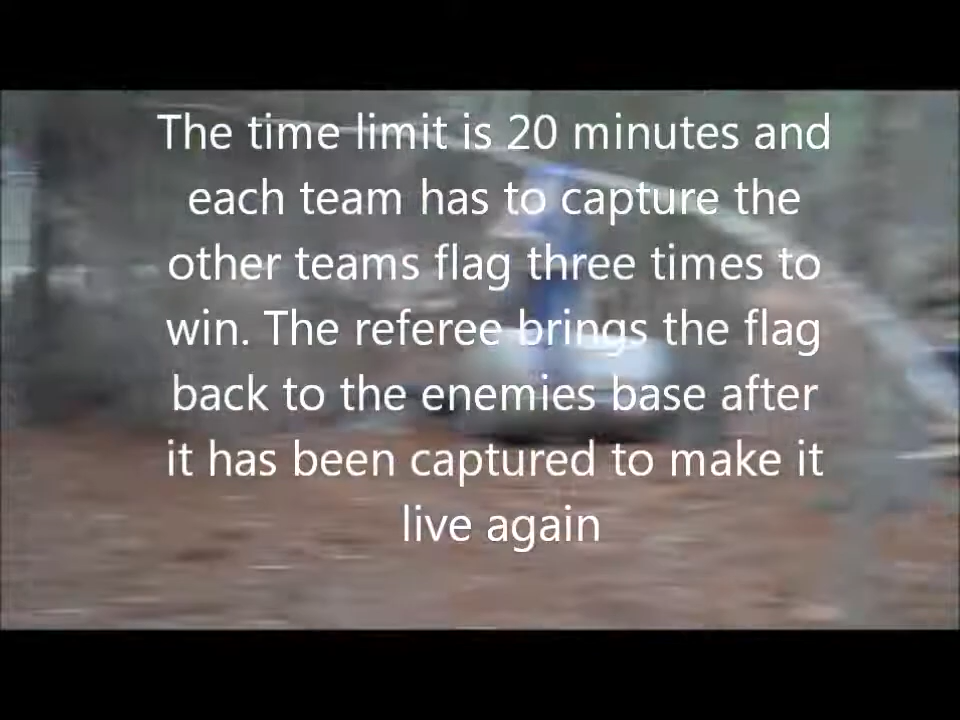 The time limit is 20 minutes and
each team has to capture the
other teams flag three times to
win. The referee brings the flag
back to the enemies base after
it has been captured to make it
live again